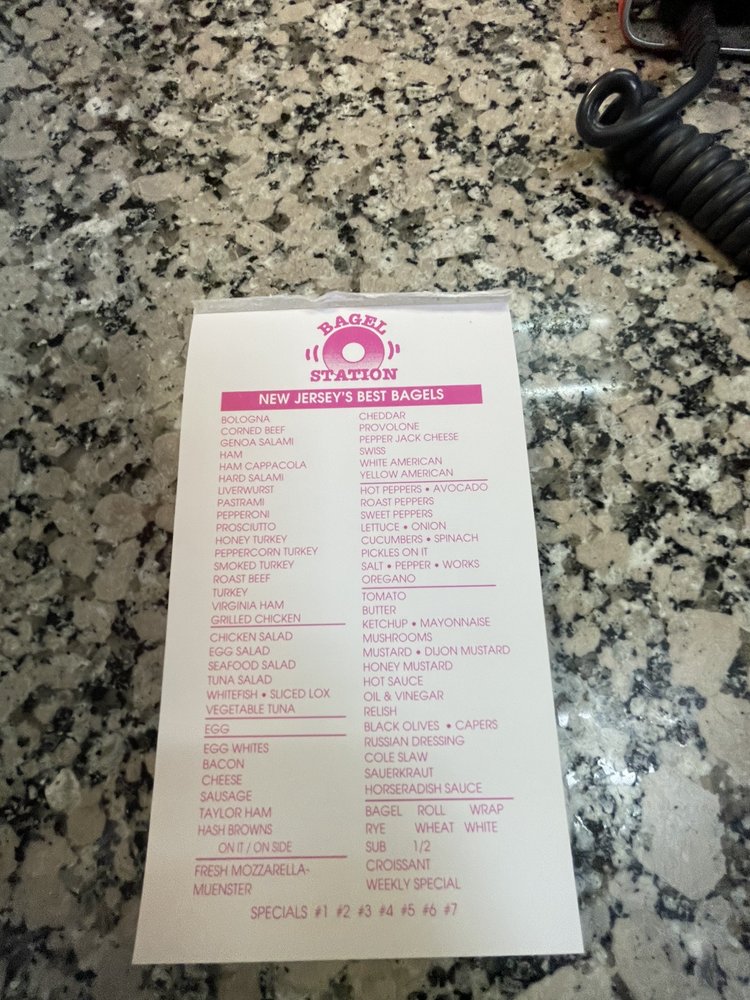 BAGEL
STATION
NEW JERSEY'S BEST BAGELS
BOLOGNA
CORNED BEEF
GENOA SALAMI
HAM
HAM CAPPACOLA
HARD SALAMI
LIVERWURST
PASTRAMI
PEPPERONI
PROSCIUTTO
HONEY TURKEY
PEPPERCORN TURKEY
SMOKED TURKEY
ROAST BEEF
TURKEY
VIRGINIA HAM
GRILLED CHICKEN
CHICKEN SALAD
EGG SALAD
SEAFOOD SALAD
TUNA SALAD
WHITEFISH • SLICED LOX
VEGETABLE TUNA
EGG
EGG WHITES
BACON
CHEESE
SAUSAGE
TAYLOR HAM
HASH BROWNS
ON IT / ON SIDE
FRESH MOZZARELLA-
MUENSTER
CHEDDAR
PROVOLONE
PEPPER JACK CHEESE
SWISS
WHITE AMERICAN
YELLOW AMERICAN
HOT PEPPERS • AVOCADO
ROAST PEPPERS
SWEET PEPPERS
LETTUCE • ONION
CUCUMBERS • SPINACH
PICKLES ON IT
SALT • PEPPER • WORKS
OREGANO
TOMATO
BUTTER
KETCHUP • MAYONNAISE
MUSHROOMS
MUSTARD • DIJON MUSTARD
HONEY MUSTARD
HOT SAUCE
OIL & VINEGAR
RELISH
BLACK OLIVES • CAPERS
RUSSIAN DRESSING
COLE SLAW
SAUERKRAUT
HORSERADISH SAUCE
BAGEL ROLL WRAP
RYE WHEAT WHITE
SUB 1/2
CROISSANT
WEEKLY SPECIAL
SPECIALS #1 #2 #3 #4 #5 #6 #7